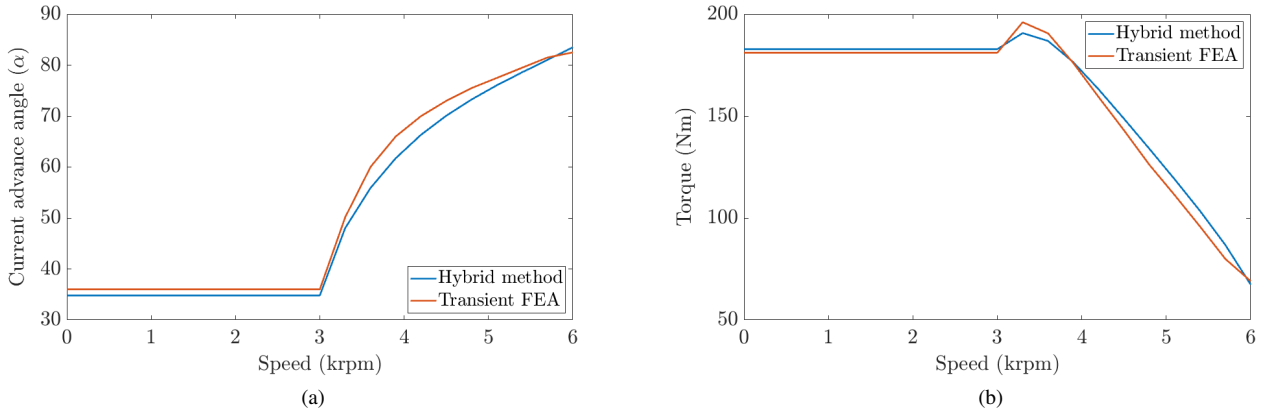 90
80
70
60
50
40
30
Current advance angle (α)
0 1 2 3 4 5 6
Speed (krpm)
Hybrid method
Transient FEA
(a)
200
150
100
50
Torque (Nm)
0 1 2 3 4 5 6
Speed (krpm)
Hybrid method
Transient FEA
(b)